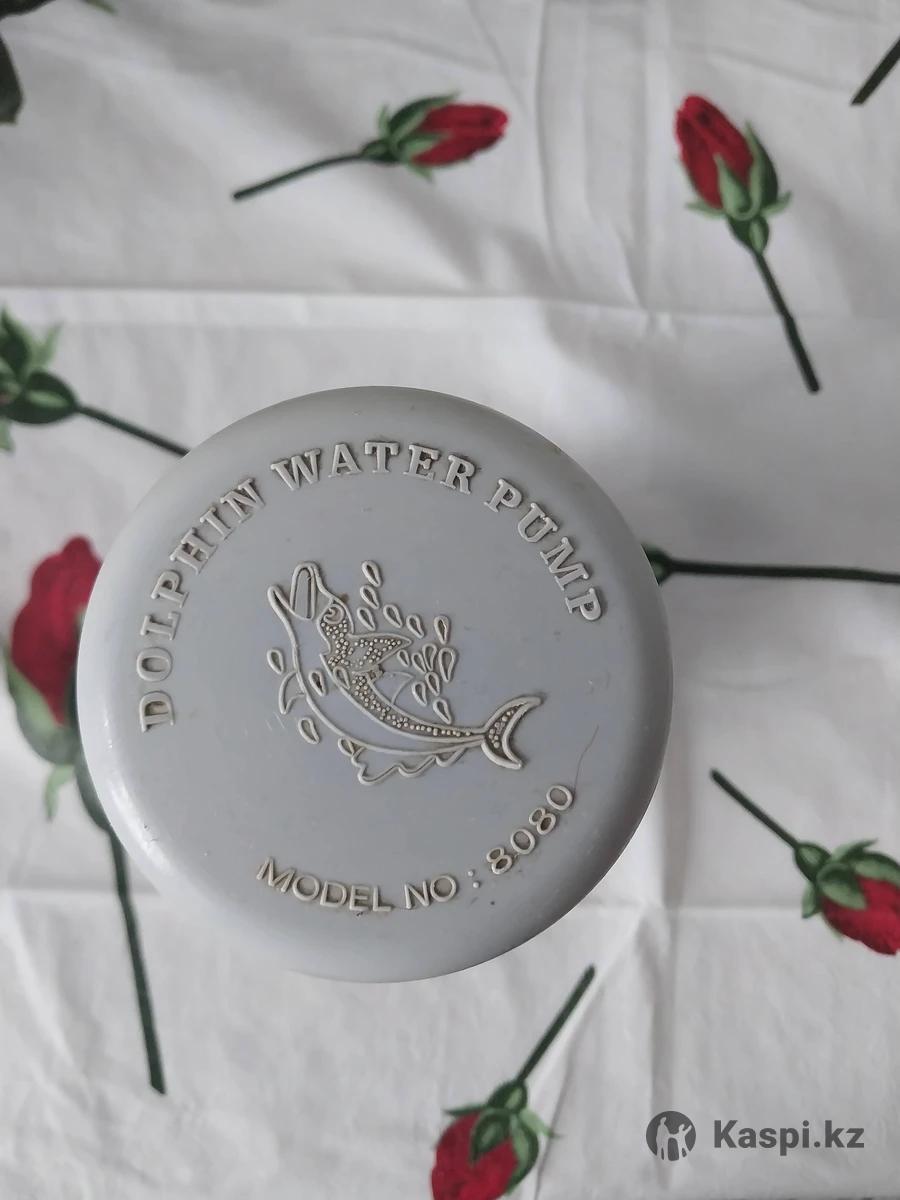 DOLPHIN WATER PUMP
MODEL NO : 8080
Kaspi.kz